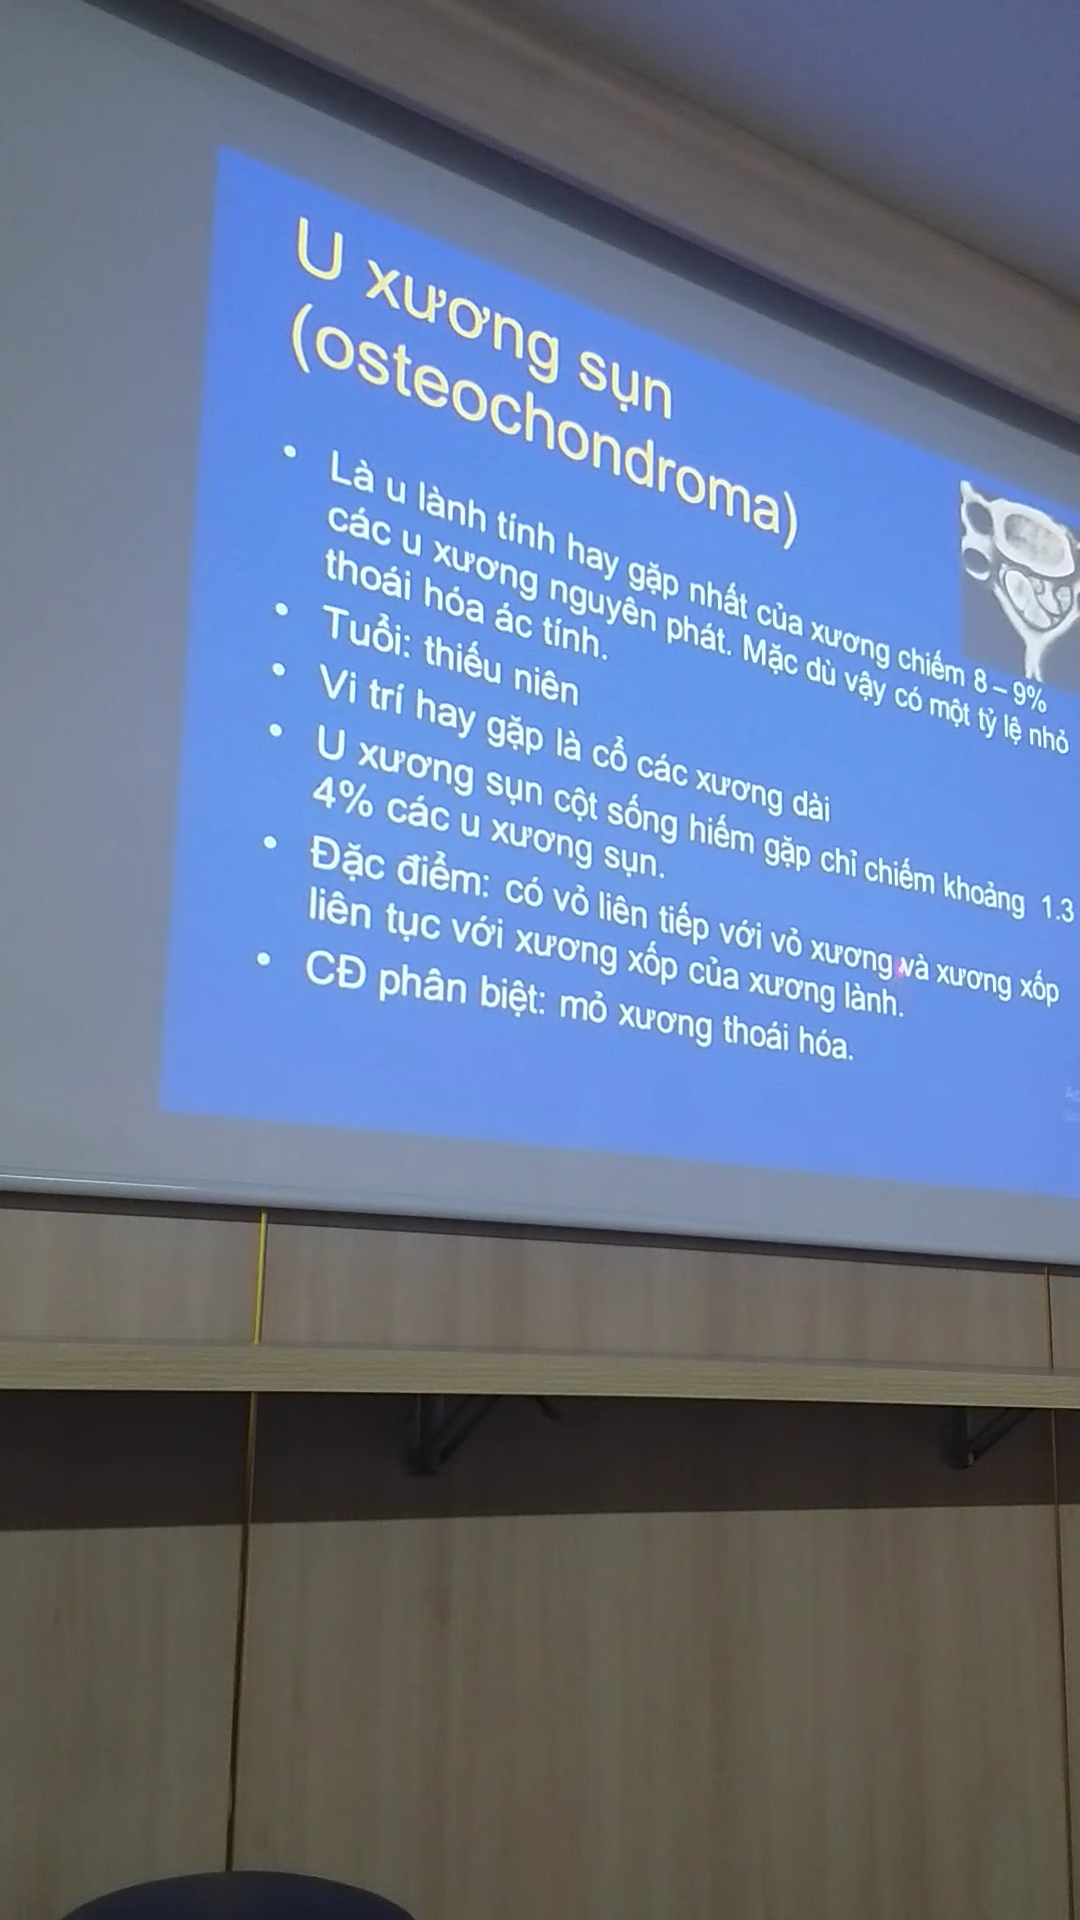 U xương sụn
(osteochondroma)
• Là u lành tính hay gặp nhất của xương chiếm 8 – 9%
các u xương nguyên phát. Mặc dù vậy có một tỷ lệ nhỏ
thoái hóa ác tính.
• Tuổi: thiếu niên
• Vi trí hay gặp là cổ các xương dài
• U xương sụn cột sống hiếm gặp chỉ chiếm khoảng 1.3
4% các u xương sụn.
• Đặc điểm: có vỏ liên tiếp với vỏ xương và xương xốp
liên tục với xương xốp của xương lành.
• CĐ phân biệt: mỏ xương thoái hóa.